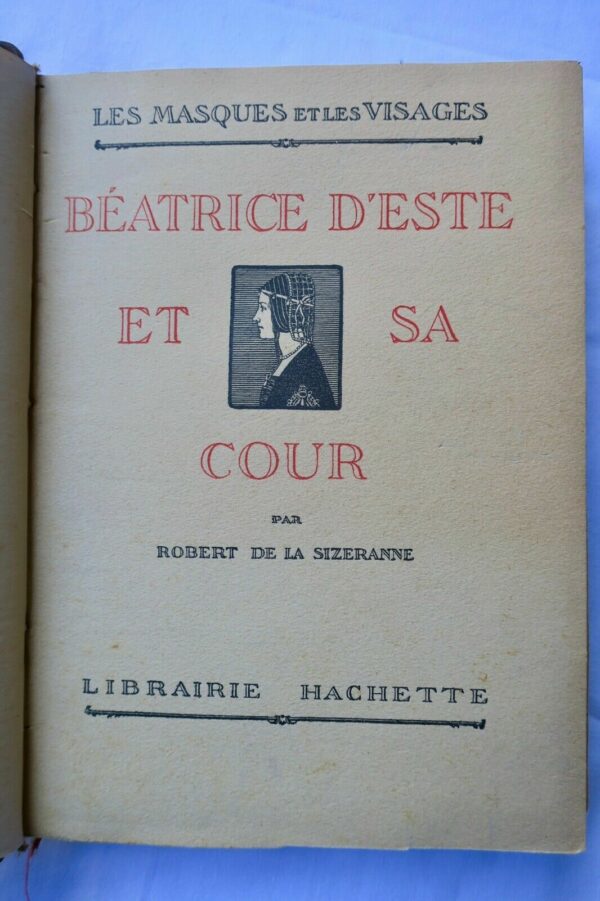 LES MASQUES ET LES VISAGES
BÉATRICE D'ESTE
ET SA
COUR
PAR
ROBERT DE LA SIZERANNE
LIBRAIRIE HACHETTE